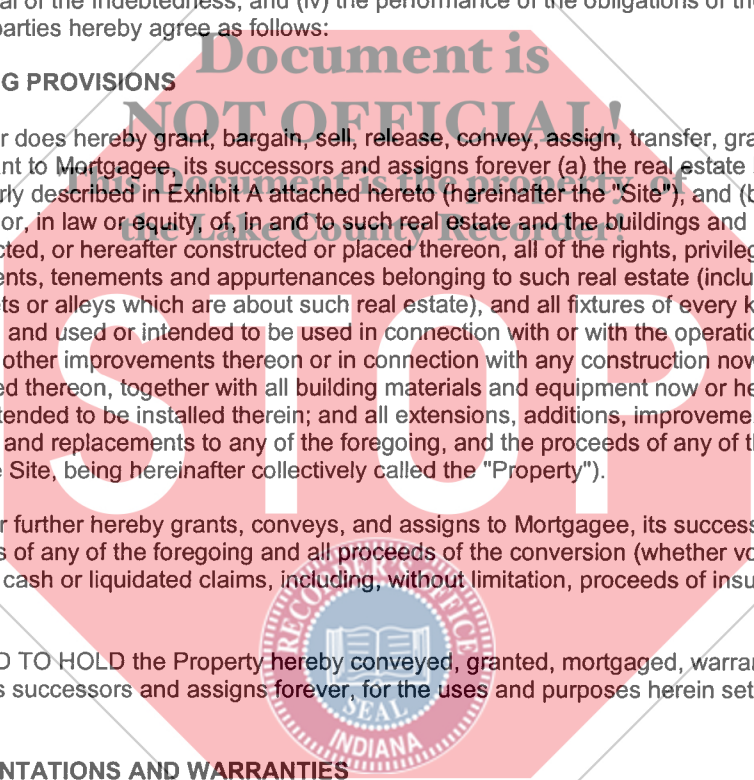 al of the indebtedness, and (iv) the performance of the obligations of the
parties hereby agree as follows:
Document is
G PROVISIONS
NOT OFFICIAL!
r does hereby grant, bargain, sell, release, convey, assign, transfer, gra
nt to Mortgagee, its successors and assigns forever (a) the real estate
This Document is the property of
rly described in Exhibit A attached hereto (hereinafter the "Site"), and (b
or, in law or equity, of, in and to such real estate and the buildings and
the Lake County Recorder!
cted, or hereafter constructed or placed thereon, all of the rights, privileg
ents, tenements and appurtenances belonging to such real estate (inclu
ts or alleys which are about such real estate), and all fixtures of every k
and used or intended to be used in connection with or with the operatio
other improvements thereon or in connection with any construction now
ed thereon, together with all building materials and equipment now or he
tended to be installed therein; and all extensions, additions, improveme
and replacements to any of the foregoing, and the proceeds of any of th
e Site, being hereinafter collectively called the "Property").
STOP
r further hereby grants, conveys, and assigns to Mortgagee, its success
s of any of the foregoing and all proceeds of the conversion (whether vo
cash or liquidated claims, including, without limitation, proceeds of insu
RECORDER'S OFFICE
D TO HOLD the Property hereby conveyed, granted, mortgaged, warran
s successors and assigns forever, for the uses and purposes herein set
SEAL
INDIANA
NTATIONS AND WARRANTIES